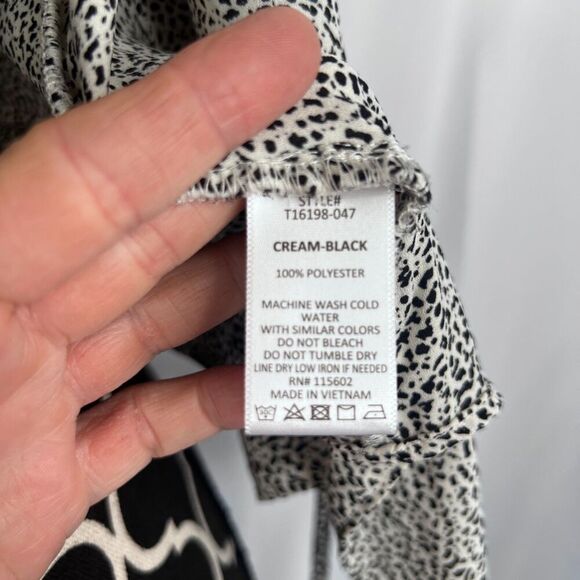 STYLE#
T16198-047
CREAM-BLACK
100% POLYESTER
MACHINE WASH COLD
WATER
WITH SIMILAR COLORS
DO NOT BLEACH
DO NOT TUMBLE DRY
LINE DRY LOW IRON IF NEEDED
RN# 115602
MADE IN VIETNAM